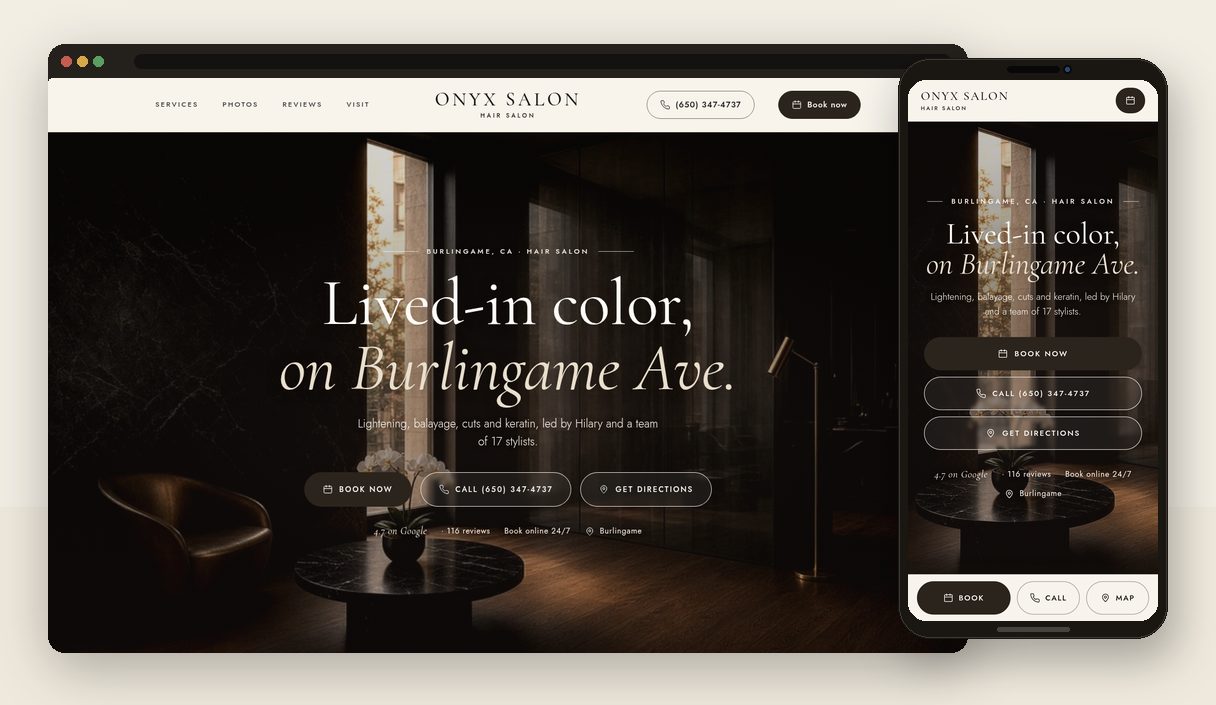 SERVICES PHOTOS REVIEWS VISIT
ONYX SALON
HAIR SALON
(650) 347-4737
Book now
BURLINGAME, CA · HAIR SALON
Lived-in color,
on Burlingame Ave.
Lightening, balayage, cuts and keratin, led by Hilary and a team
of 17 stylists.
BOOK NOW
CALL (650) 347-4737
GET DIRECTIONS
4.7 on Google · 116 reviews Book online 24/7 Burlingame
ONYX SALON
HAIR SALON
BURLINGAME, CA · HAIR SALON
Lived-in color,
on Burlingame Ave.
Lightening, balayage, cuts and keratin, led by Hilary
and a team of 17 stylists.
BOOK NOW
CALL (650) 347-4737
GET DIRECTIONS
4.7 on Google · 116 reviews Book online 24/7
Burlingame
BOOK
CALL
MAP